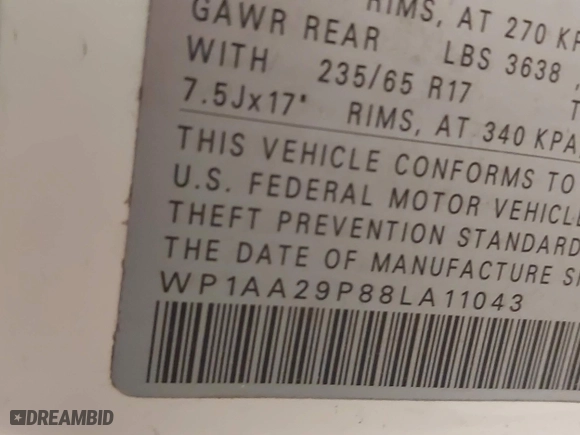 RIMS, AT 270 KP
GAWR REAR LBS 3638
WITH 235/65 R17 T
7.5Jx17" RIMS, AT 340 KPA
THIS VEHICLE CONFORMS TO
U.S. FEDERAL MOTOR VEHICLE
THEFT PREVENTION STANDARD
THE DATE OF MANUFACTURE S
WP1AA29P88LA11043
DREAMBID